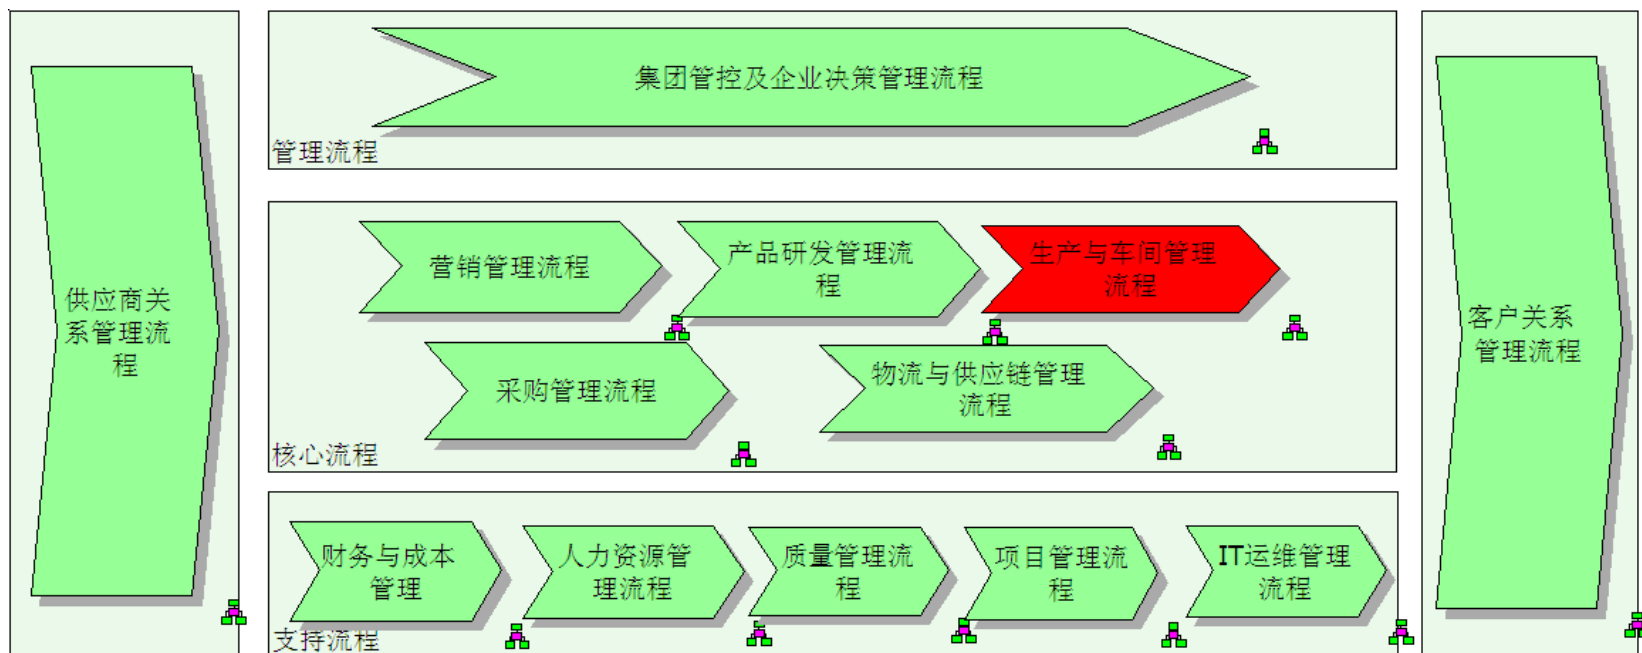 集团管控及企业决策管理流程
管理流程
供应商关
系管理流
程
营销管理流程
产品研发管理流
程
生产与车间管理
流程
采购管理流程
物流与供应链管理
流程
核心流程
客户关系
管理流程
财务与成本
管理
人力资源管
理流程
质量管理流
程
项目管理流
程
IT运维管理
流程
支持流程